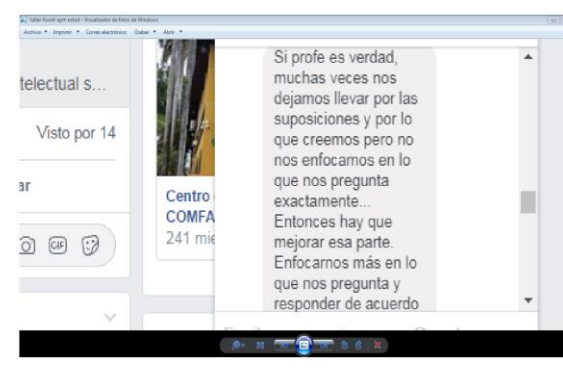 taller-foro4-aprl-estud - Visualizador de fotos de Windows
Archivo Imprimir Correo electrónico Grabar Abrir
telectual s...
Visto por 14
ar
GIF
Centro
COMFA
241 mie
Si profe es verdad,
muchas veces nos
dejamos llevar por las
suposiciones y por lo
que creemos pero no
nos enfocamos en lo
que nos pregunta
exactamente...
Entonces hay que
mejorar esa parte.
Enfocarnos más en lo
que nos pregunta y
responder de acuerdo